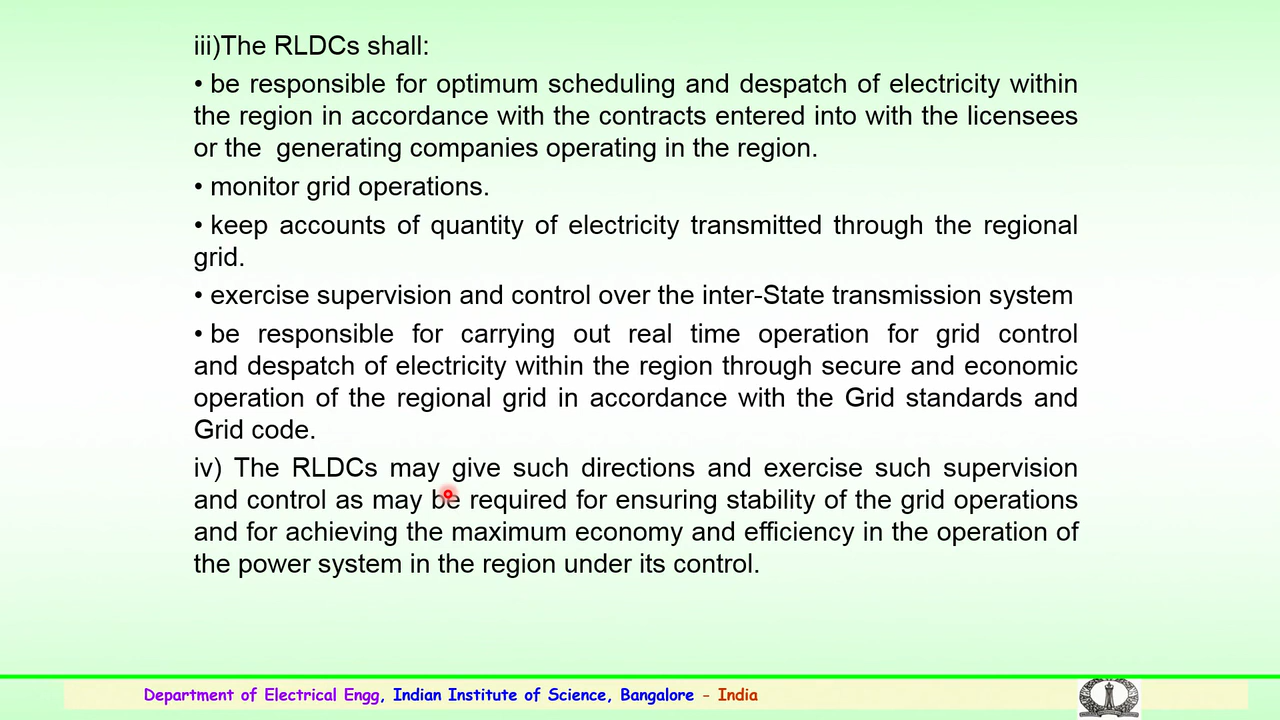 iii)The RLDCs shall:
• be responsible for optimum scheduling and despatch of electricity within
the region in accordance with the contracts entered into with the licensees
or the generating companies operating in the region.
• monitor grid operations.
• keep accounts of quantity of electricity transmitted through the regional
grid.
• exercise supervision and control over the inter-State transmission system
• be responsible for carrying out real time operation for grid control
and despatch of electricity within the region through secure and economic
operation of the regional grid in accordance with the Grid standards and
Grid code.
iv) The RLDCs may give such directions and exercise such supervision
and control as may be required for ensuring stability of the grid operations
and for achieving the maximum economy and efficiency in the operation of
the power system in the region under its control.
Department of Electrical Engg, Indian Institute of Science, Bangalore - India